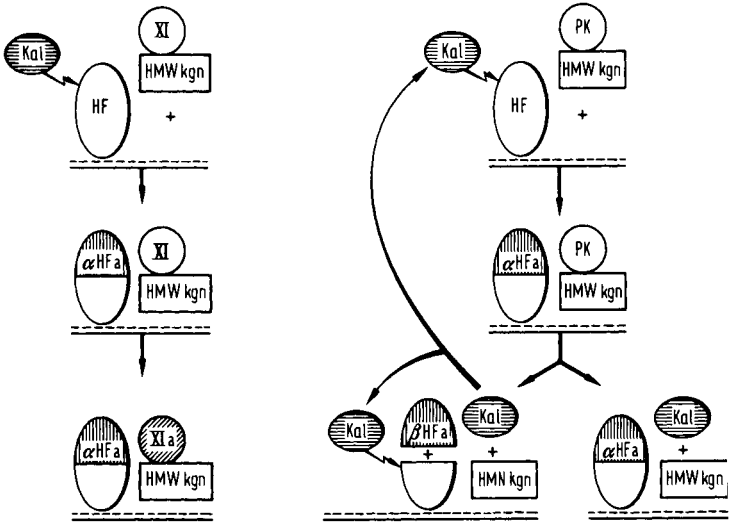 Kal
XI
HMW kgn
HF
+
Kal
PK
HMW kgn
HF
+
XI
αHFa
HMW kgn
PK
αHFa
HMW kgn
XIa
αHFa
HMW kgn
Kal
βHFa
Kal
+
+
HMN kgn
Kal
αHFa
+
HMW kgn